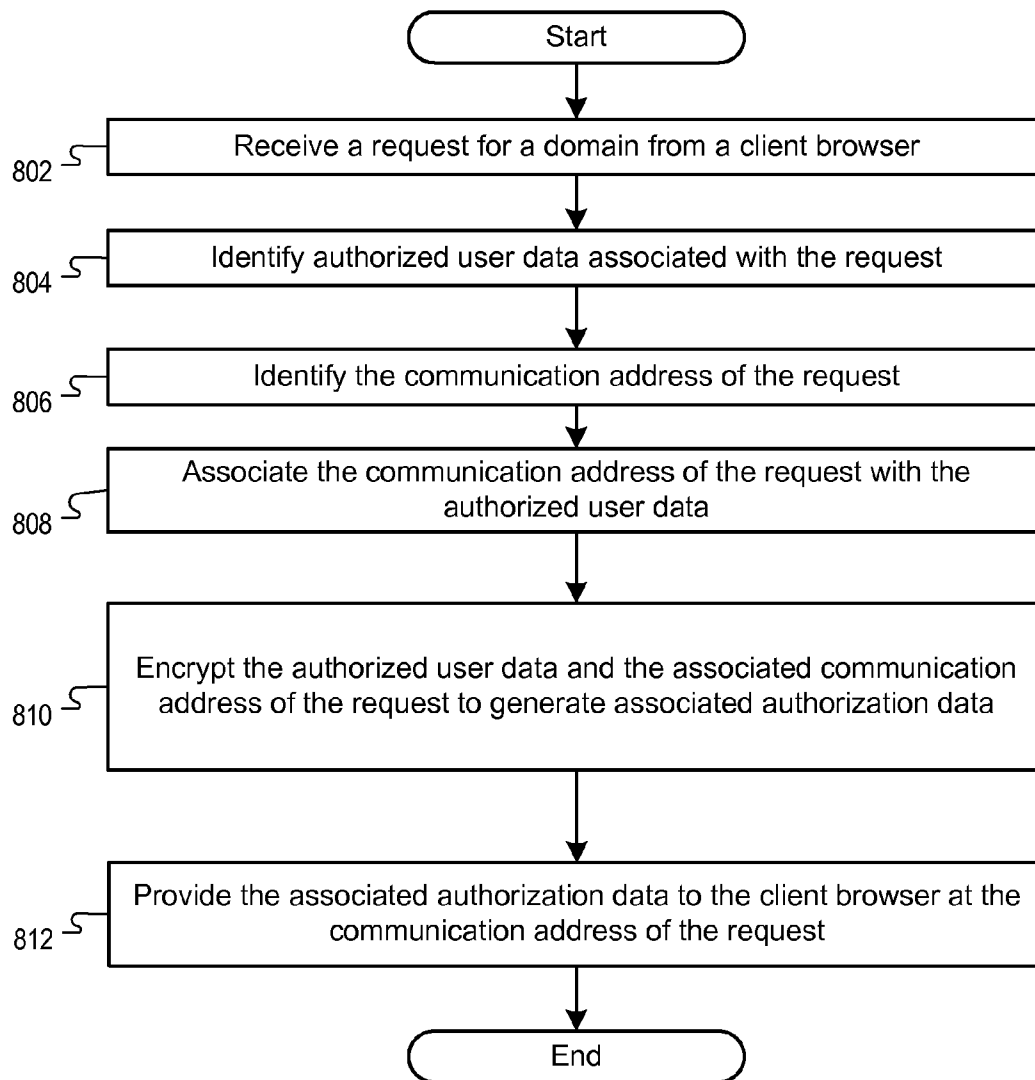 Start
Receive a request for a domain from a client browser
802
Identify authorized user data associated with the request
804
Identify the communication address of the request
806
Associate the communication address of the request with the
authorized user data
808
Encrypt the authorized user data and the associated communication
address of the request to generate associated authorization data
810
Provide the associated authorization data to the client browser at the
communication address of the request
812
End